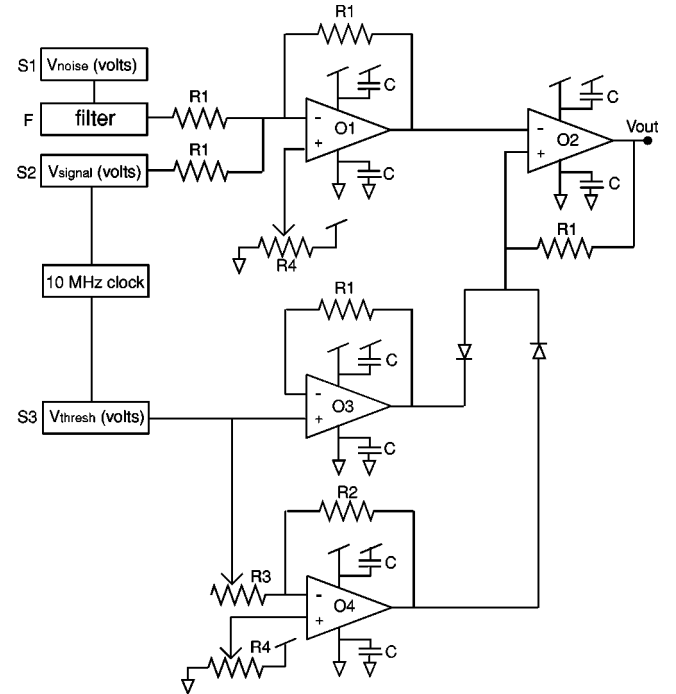 R1
S1 Vnoise (volts)
C
F filter R1
- O1 +
C
- O2 +
Vout
S2 Vsignal (volts) R1
C
C
R4
R1
10 MHz clock
R1
C
- O3 +
S3 Vthresh (volts)
C
R2
C
R3
- O4 +
R4
C